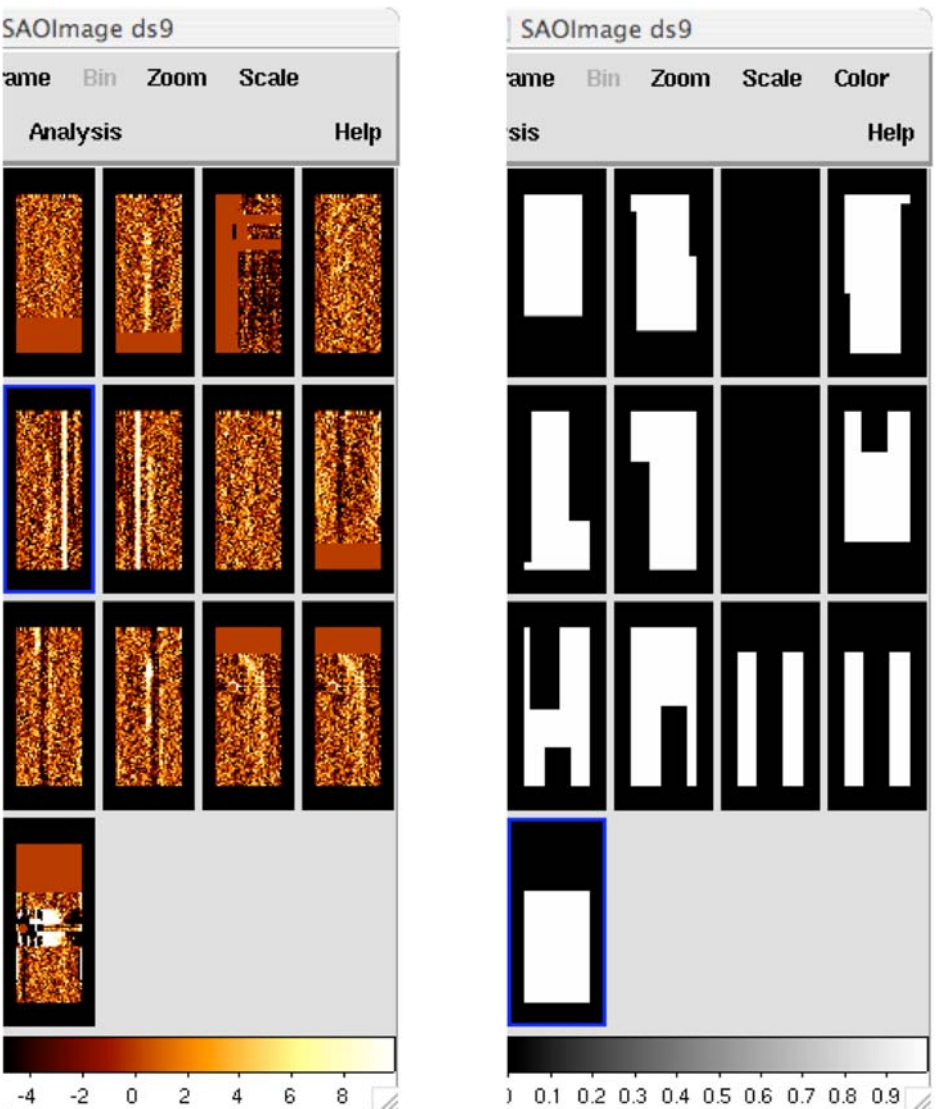 SAOImage ds9
rame Bin Zoom Scale
Analysis Help
-4 -2 0 2 4 6 8
SAOImage ds9
rame Bin Zoom Scale Color
sis Help
0.1 0.2 0.3 0.4 0.5 0.6 0.7 0.8 0.9